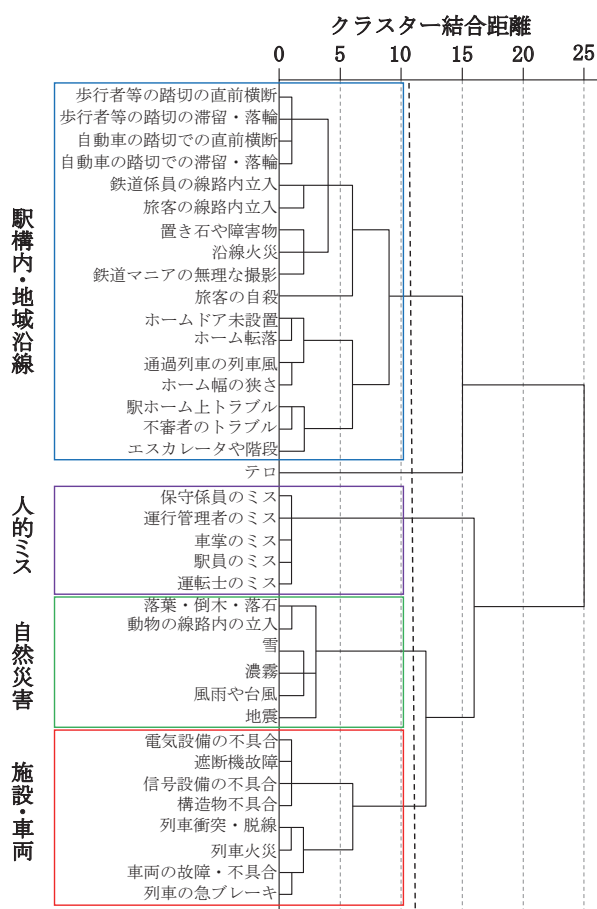 クラスター結合距離
0 5 10 15 20 25
駅構内・地域沿線
歩行者等の踏切の直前横断
歩行者等の踏切の滞留・落輪
自動車の踏切での直前横断
自動車の踏切での滞留・落輪
鉄道係員の線路内立入
旅客の線路内立入
置き石や障害物
沿線火災
鉄道マニアの無理な撮影
旅客の自殺
ホームドア未設置
ホーム転落
通過列車の列車風
ホーム幅の狭さ
駅ホーム上トラブル
不審者のトラブル
エスカレータや階段
テロ
人的ミス
保守係員のミス
運行管理者のミス
車掌のミス
駅員のミス
運転士のミス
自然災害
落葉・倒木・落石
動物の線路内の立入
雪
濃霧
風雨や台風
地震
施設・車両
電気設備の不具合
遮断機故障
信号設備の不具合
構造物不具合
列車衝突・脱線
列車火災
車両の故障・不具合
列車の急ブレーキ